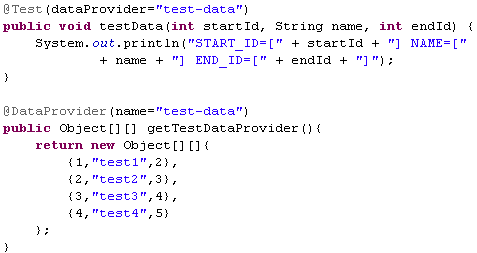 @Test(dataProvider="test-data")
public void testData(int startId, String name, int endId) {
System.out.println("START_ID=[" + startId + "] NAME=["
+ name + "] END_ID=[" + endId + "]");
}
@DataProvider(name="test-data")
public Object[][] getTestDataProvider(){
return new Object[][]{
{1,"test1",2},
{2,"test2",3},
{3,"test3",4},
{4,"test4",5}
};
}